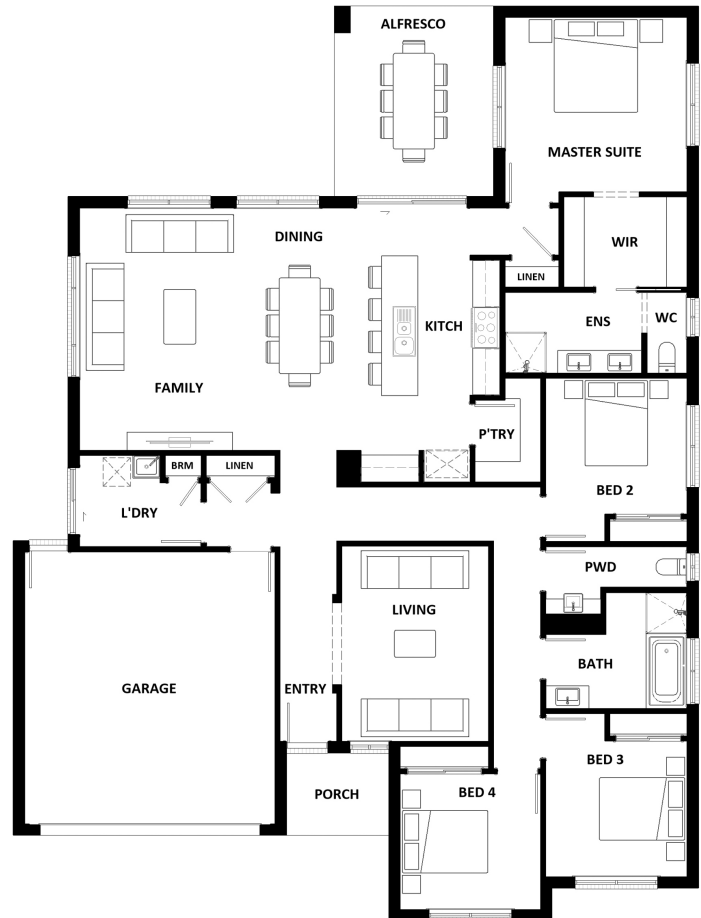 ALFRESCO
MASTER SUITE
DINING
WIR
LINEN
KITCH
ENS
WC
FAMILY
P'TRY
BRM
LINEN
L'DRY
BED 2
PWD
LIVING
BATH
GARAGE
ENTRY
BED 3
PORCH
BED 4